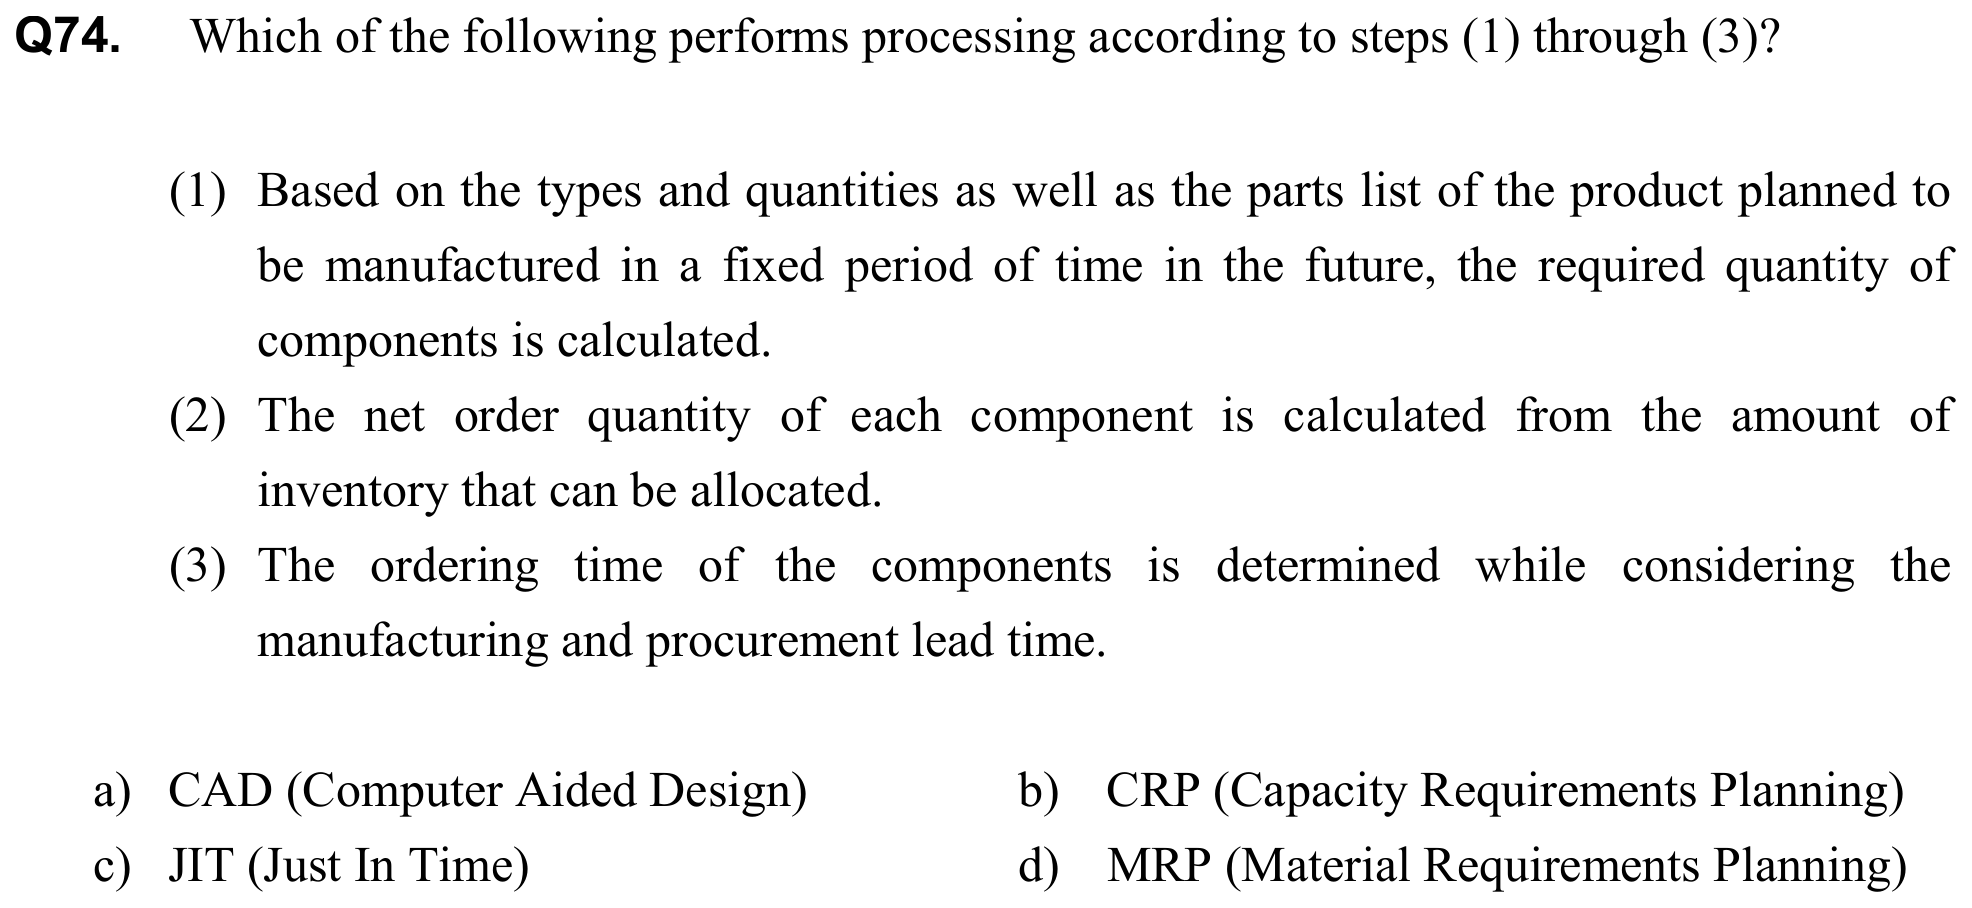 Q74. Which of the following performs processing according to steps (1) through (3)?
(1) Based on the types and quantities as well as the parts list of the product planned to
be manufactured in a fixed period of time in the future, the required quantity of
components is calculated.
(2) The net order quantity of each component is calculated from the amount of
inventory that can be allocated.
(3) The ordering time of the components is determined while considering the
manufacturing and procurement lead time.
a) CAD (Computer Aided Design) b) CRP (Capacity Requirements Planning)
c) JIT (Just In Time) d) MRP (Material Requirements Planning)